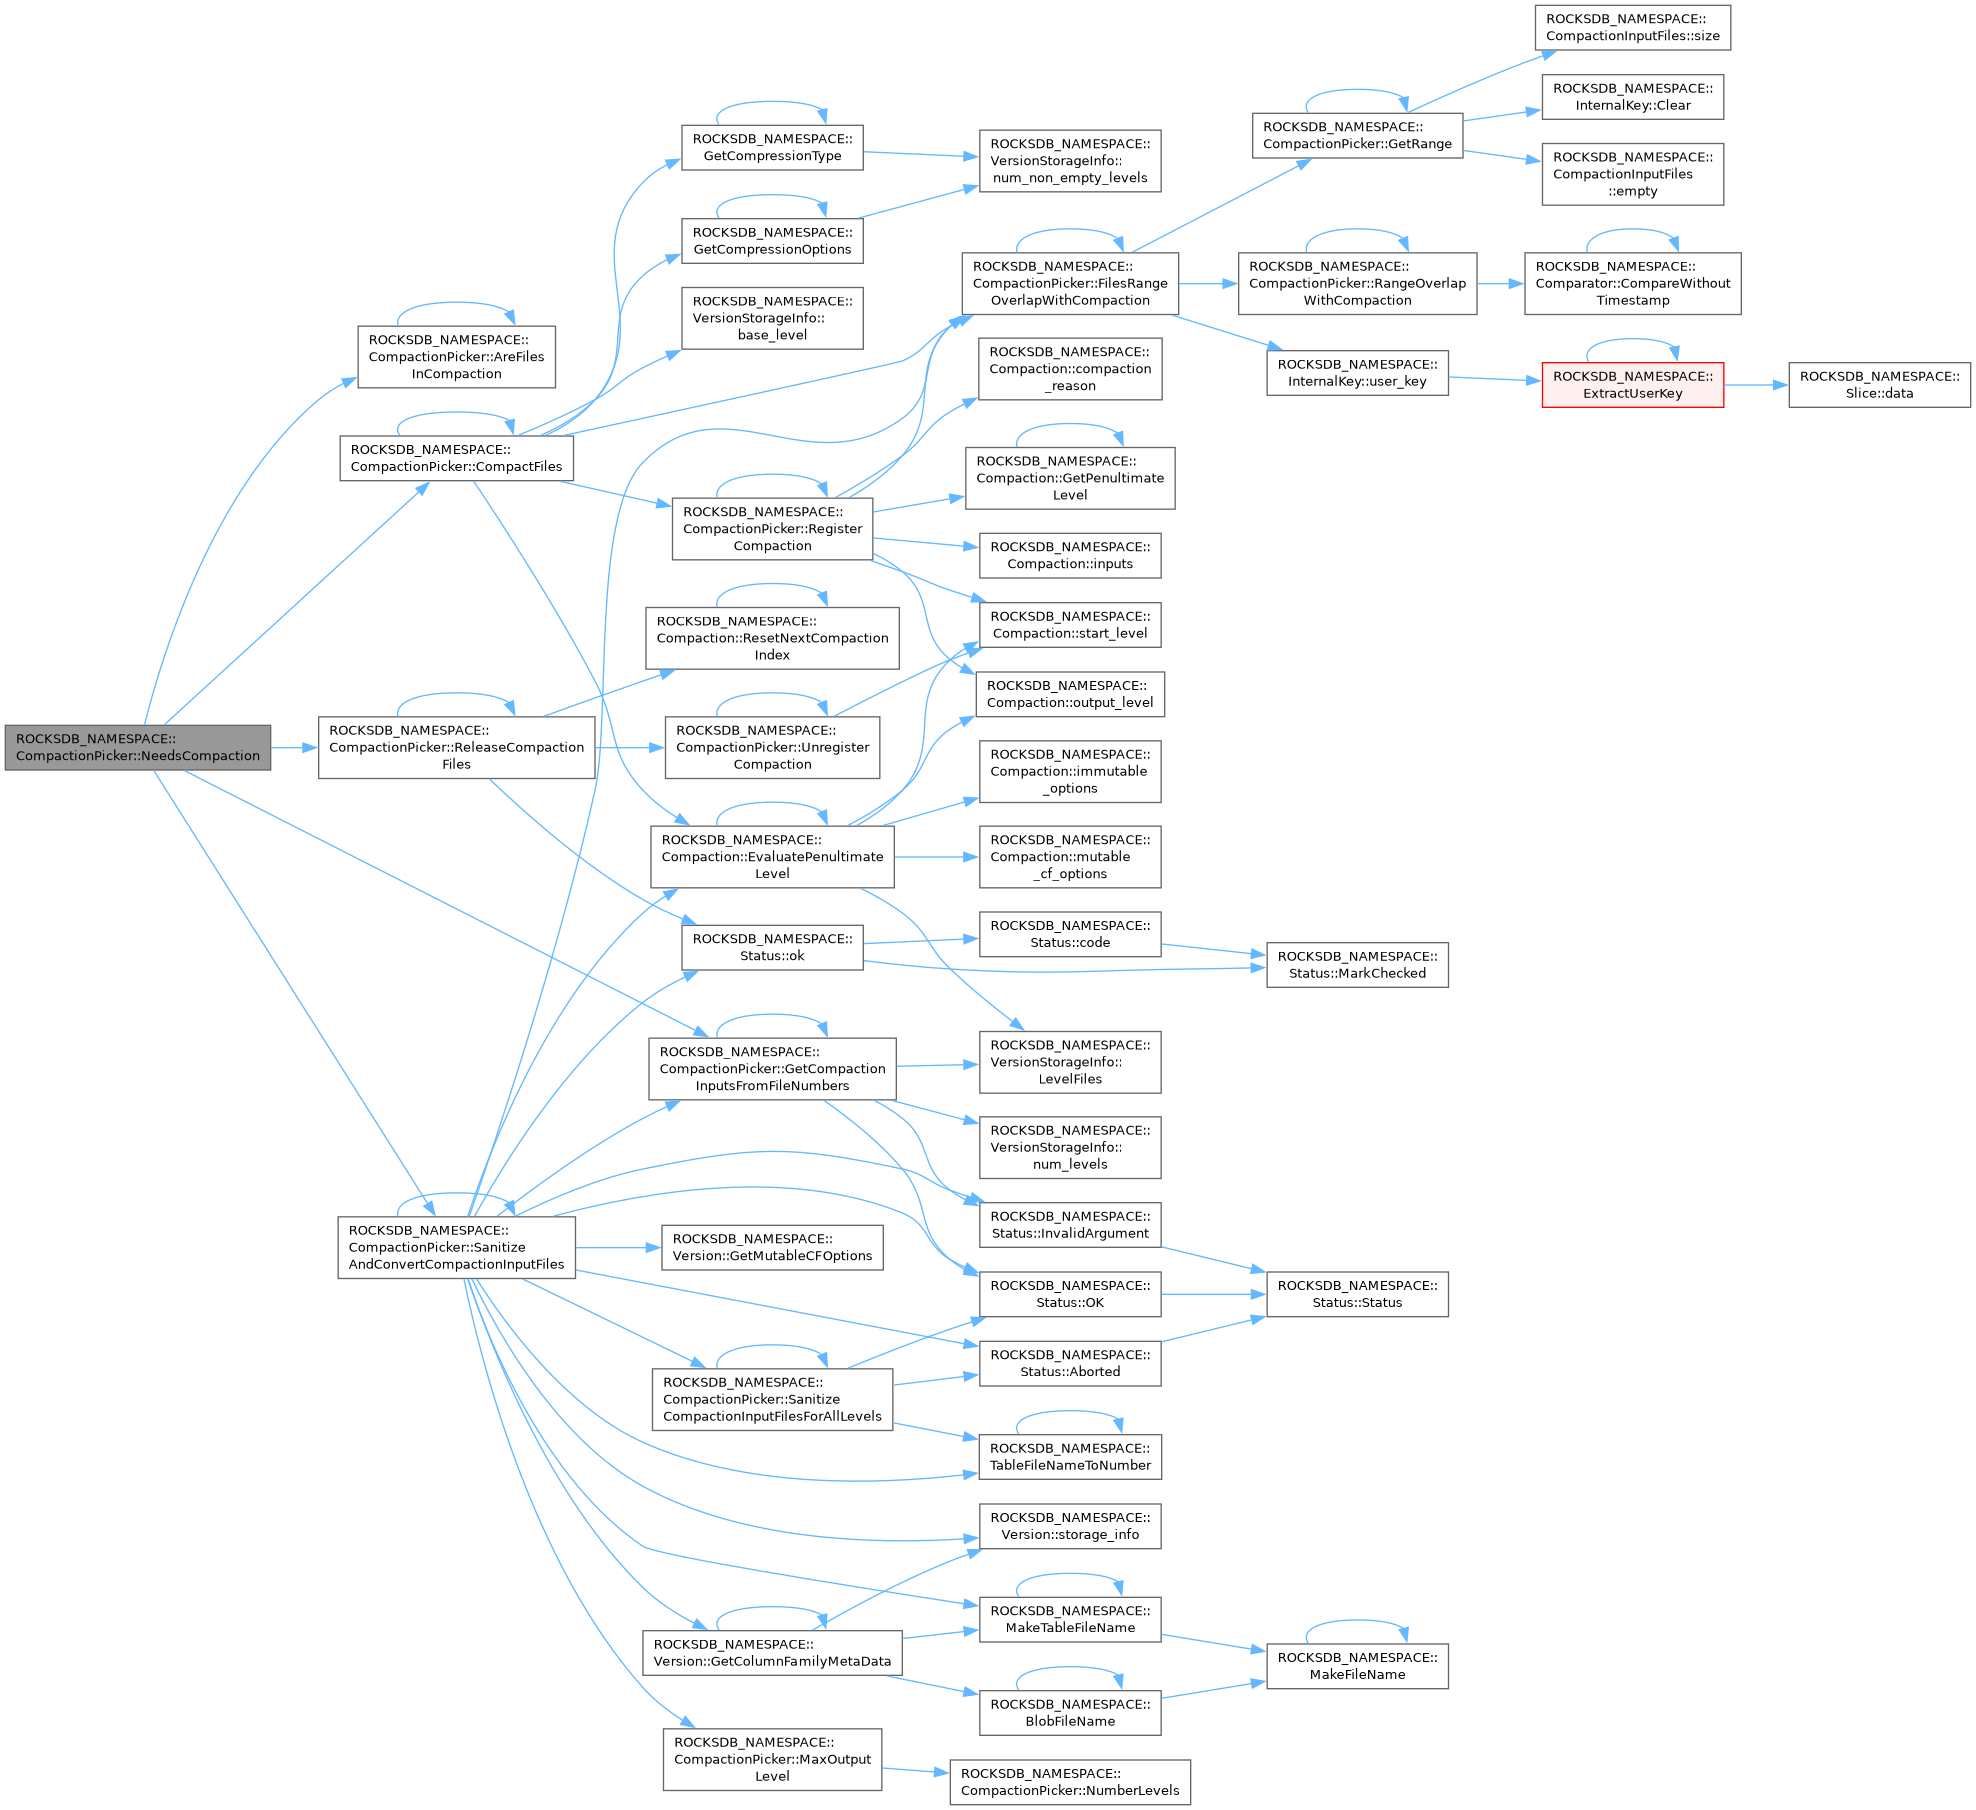 ROCKSDB_NAMESPACE::
CompactionPicker::NeedsCompaction
ROCKSDB_NAMESPACE::
CompactionPicker::AreFiles
InCompaction
ROCKSDB_NAMESPACE::
CompactionPicker::CompactFiles
ROCKSDB_NAMESPACE::
CompactionPicker::ReleaseCompaction
Files
ROCKSDB_NAMESPACE::
CompactionPicker::Sanitize
AndConvertCompactionInputFiles
ROCKSDB_NAMESPACE::
GetCompressionType
ROCKSDB_NAMESPACE::
GetCompressionOptions
ROCKSDB_NAMESPACE::
VersionStorageInfo::
base_level
ROCKSDB_NAMESPACE::
CompactionPicker::Register
Compaction
ROCKSDB_NAMESPACE::
Compaction::ResetNextCompaction
Index
ROCKSDB_NAMESPACE::
CompactionPicker::Unregister
Compaction
ROCKSDB_NAMESPACE::
Compaction::EvaluatePenultimate
Level
ROCKSDB_NAMESPACE::
Status::ok
ROCKSDB_NAMESPACE::
CompactionPicker::GetCompaction
InputsFromFileNumbers
ROCKSDB_NAMESPACE::
Version::GetMutableCFOptions
ROCKSDB_NAMESPACE::
CompactionPicker::Sanitize
CompactionInputFilesForAllLevels
ROCKSDB_NAMESPACE::
Version::GetColumnFamilyMetaData
ROCKSDB_NAMESPACE::
CompactionPicker::MaxOutput
Level
ROCKSDB_NAMESPACE::
VersionStorageInfo::
num_non_empty_levels
ROCKSDB_NAMESPACE::
CompactionPicker::FilesRange
OverlapWithCompaction
ROCKSDB_NAMESPACE::
Compaction::compaction
_reason
ROCKSDB_NAMESPACE::
Compaction::GetPenultimate
Level
ROCKSDB_NAMESPACE::
Compaction::inputs
ROCKSDB_NAMESPACE::
Compaction::start_level
ROCKSDB_NAMESPACE::
Compaction::output_level
ROCKSDB_NAMESPACE::
Compaction::immutable
_options
ROCKSDB_NAMESPACE::
Compaction::mutable
_cf_options
ROCKSDB_NAMESPACE::
Status::code
ROCKSDB_NAMESPACE::
VersionStorageInfo::
LevelFiles
ROCKSDB_NAMESPACE::
VersionStorageInfo::
num_levels
ROCKSDB_NAMESPACE::
Status::InvalidArgument
ROCKSDB_NAMESPACE::
Status::OK
ROCKSDB_NAMESPACE::
Status::Aborted
ROCKSDB_NAMESPACE::
TableFileNameToNumber
ROCKSDB_NAMESPACE::
Version::storage_info
ROCKSDB_NAMESPACE::
MakeTableFileName
ROCKSDB_NAMESPACE::
BlobFileName
ROCKSDB_NAMESPACE::
CompactionPicker::NumberLevels
ROCKSDB_NAMESPACE::
CompactionPicker::GetRange
ROCKSDB_NAMESPACE::
CompactionPicker::RangeOverlap
WithCompaction
ROCKSDB_NAMESPACE::
InternalKey::user_key
ROCKSDB_NAMESPACE::
Status::MarkChecked
ROCKSDB_NAMESPACE::
Status::Status
ROCKSDB_NAMESPACE::
MakeFileName
ROCKSDB_NAMESPACE::
CompactionInputFiles::size
ROCKSDB_NAMESPACE::
InternalKey::Clear
ROCKSDB_NAMESPACE::
CompactionInputFiles
::empty
ROCKSDB_NAMESPACE::
Comparator::CompareWithout
Timestamp
ROCKSDB_NAMESPACE::
ExtractUserKey
ROCKSDB_NAMESPACE::
Slice::data